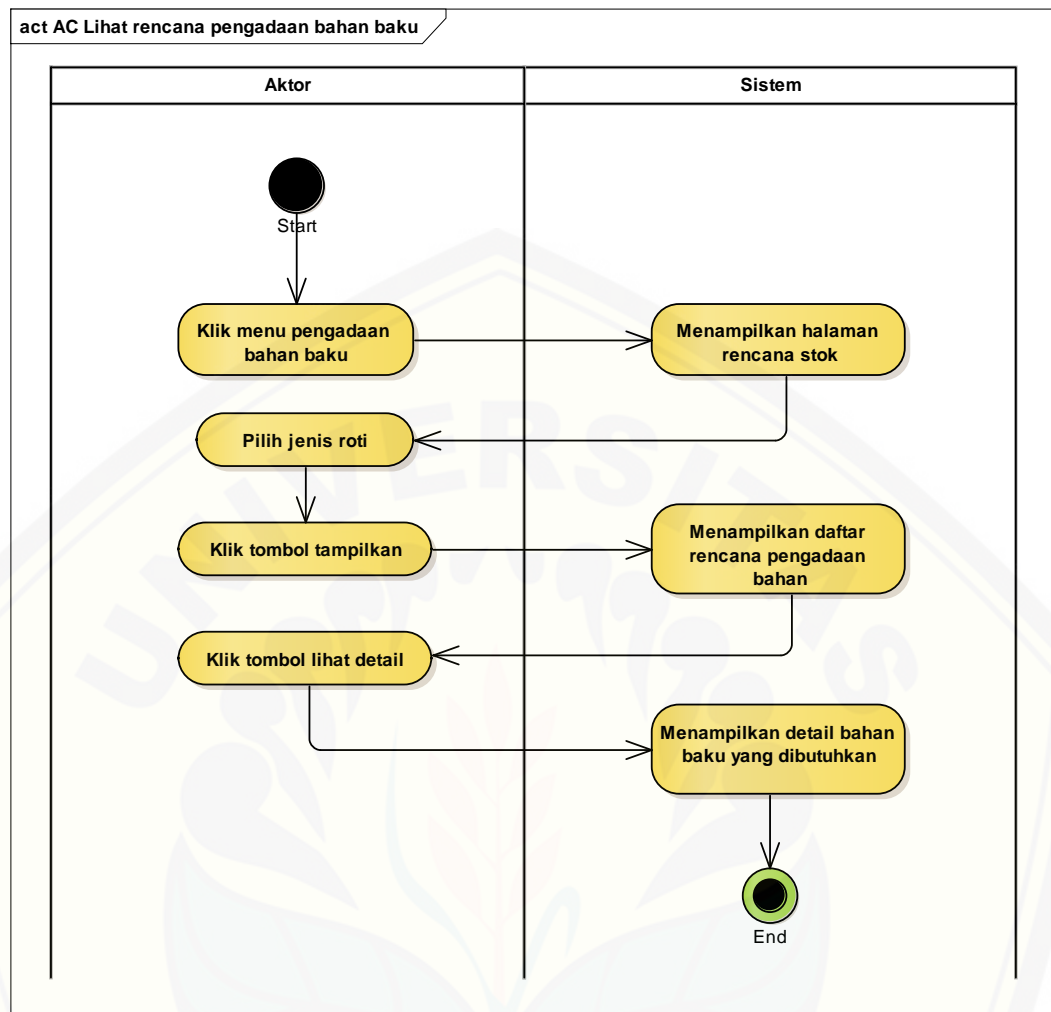 act AC Lihat rencana pengadaan bahan baku
Aktor
Sistem
Start
Klik menu pengadaan
bahan baku
Menampilkan halaman
rencana stok
Pilih jenis roti
Klik tombol tampilkan
Menampilkan daftar
rencana pengadaan
bahan
Klik tombol lihat detail
Menampilkan detail bahan
baku yang dibutuhkan
End
UNIVERSITAS